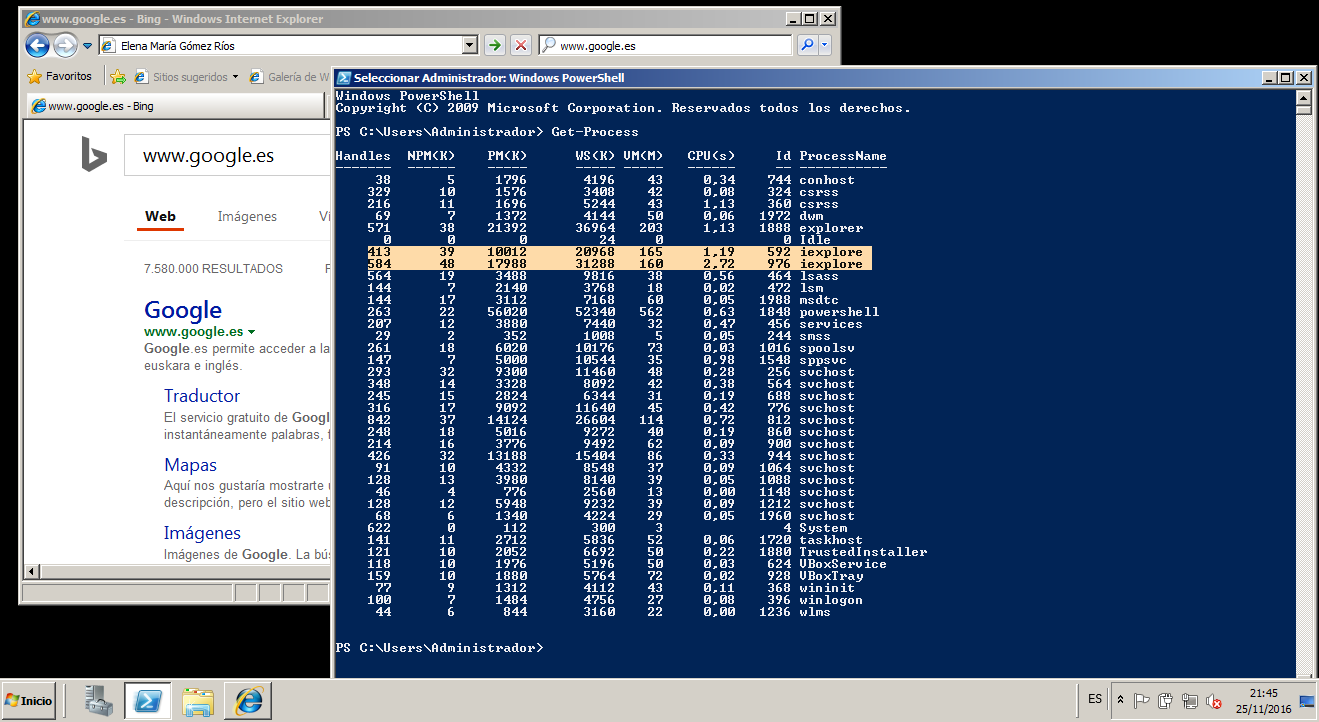 www.google.es - Bing - Windows Internet Explorer
Elena María Gómez Ríos
www.google.es
Favoritos
Sitios sugeridos
Galería de W
www.google.es - Bing
www.google.es
Web Imágenes
7.580.000 RESULTADOS
Google
www.google.es
Google.es permite acceder a la
euskara e inglés.
Traductor
El servicio gratuito de Googl
instantáneamente palabras, f
Mapas
Aquí nos gustaría mostrarte
descripción, pero el sitio web
Imágenes
Imágenes de Google. La bús
Seleccionar Administrador: Windows PowerShell
Windows PowerShell
Copyright (C) 2009 Microsoft Corporation. Reservados todos los derechos.
PS C:\Users\Administrador> Get-Process
Handles NPM(K) PM(K) WS(K) VM(M) CPU(s) Id ProcessName
------- ------ ----- ----- ----- ------ -- -----------
38 5 1796 4196 43 0,34 744 conhost
329 10 1576 3408 42 0,08 324 csrss
216 11 1696 5244 43 1,13 360 csrss
69 7 1372 4144 50 0,06 1972 dwm
571 38 21392 36964 203 1,13 1888 explorer
0 0 0 24 0 0 Idle
413 39 10012 20968 165 1,19 592 iexplore
584 48 17988 31288 160 2,72 976 iexplore
564 19 3488 9816 38 0,56 464 lsass
144 7 2140 3768 18 0,02 472 lsm
144 17 3112 7168 60 0,05 1988 msdtc
263 22 56020 52340 562 0,63 1848 powershell
207 12 3880 7440 32 0,47 456 services
29 2 352 1008 5 0,05 244 smss
261 18 6020 10176 73 0,03 1016 spoolsv
147 7 5000 10544 35 0,98 1548 sppsvc
293 32 9300 11460 48 0,28 256 svchost
348 14 3328 8092 42 0,38 564 svchost
245 15 2824 6344 31 0,19 688 svchost
316 17 9092 11640 45 0,42 776 svchost
842 37 14124 26604 114 0,72 812 svchost
248 18 5016 9272 40 0,19 860 svchost
214 16 3776 9492 62 0,09 900 svchost
426 32 13188 15404 86 0,33 944 svchost
91 10 4332 8548 37 0,09 1064 svchost
128 13 3980 8140 39 0,05 1088 svchost
46 4 776 2560 13 0,00 1148 svchost
128 12 5948 9232 39 0,09 1212 svchost
68 6 1340 4224 29 0,05 1960 svchost
622 0 112 300 3 4 System
141 11 2712 5836 52 0,06 1720 taskhost
121 10 2052 6692 50 0,22 1880 TrustedInstaller
118 10 1976 5196 50 0,03 624 VBoxService
159 10 1880 5764 72 0,02 928 VBoxTray
77 9 1312 4112 43 0,11 368 wininit
100 7 1484 4756 27 0,08 396 winlogon
44 6 844 3160 22 0,00 1236 wlms
PS C:\Users\Administrador>
Inicio
ES
21:45
25/11/2016